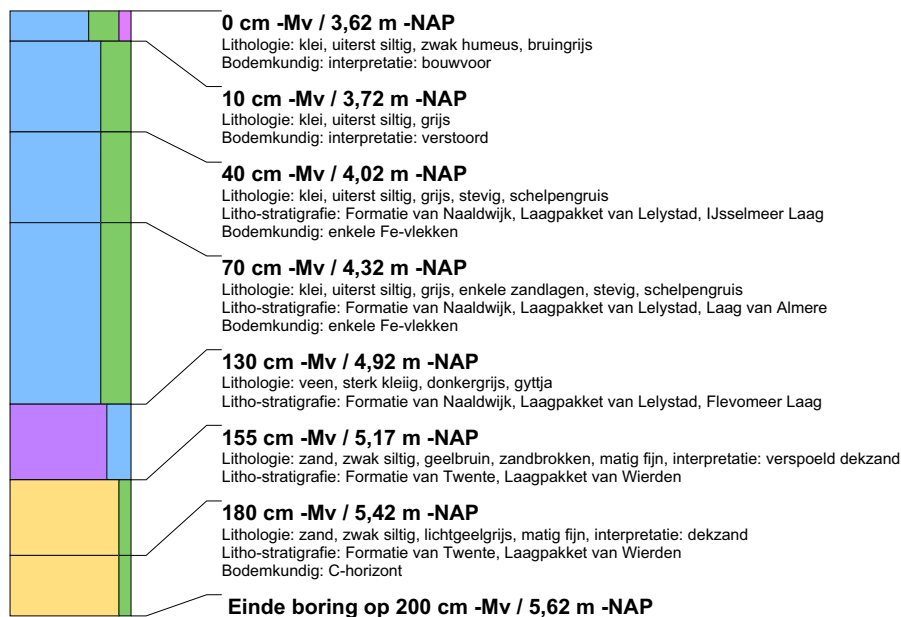 0 cm -Mv / 3,62 m -NAP
Lithologie: klei, uiterst siltig, zwak humeus, bruingrijs
Bodemkundig: interpretatie: bouwvoor
10 cm -Mv / 3,72 m -NAP
Lithologie: klei, uiterst siltig, grijs
Bodemkundig: interpretatie: verstoord
40 cm -Mv / 4,02 m -NAP
Lithologie: klei, uiterst siltig, grijs, stevig, schelpengruis
Litho-stratigrafie: Formatie van Naaldwijk, Laagpakket van Lelystad, IJsselmeer Laag
Bodemkundig: enkele Fe-vlekken
70 cm -Mv / 4,32 m -NAP
Lithologie: klei, uiterst siltig, grijs, enkele zandlagen, stevig, schelpengruis
Litho-stratigrafie: Formatie van Naaldwijk, Laagpakket van Lelystad, Laag van Almere
Bodemkundig: enkele Fe-vlekken
130 cm -Mv / 4,92 m -NAP
Lithologie: veen, sterk kleiig, donkergrijs, gyttja
Litho-stratigrafie: Formatie van Naaldwijk, Laagpakket van Lelystad, Flevomeer Laag
155 cm -Mv / 5,17 m -NAP
Lithologie: zand, zwak siltig, geelbruin, zandbrokken, matig fijn, interpretatie: verspoeld dekzand
Litho-stratigrafie: Formatie van Twente, Laagpakket van Wierden
180 cm -Mv / 5,42 m -NAP
Lithologie: zand, zwak siltig, lichtgeelgrijs, matig fijn, interpretatie: dekzand
Litho-stratigrafie: Formatie van Twente, Laagpakket van Wierden
Bodemkundig: C-horizont
Einde boring op 200 cm -Mv / 5,62 m -NAP